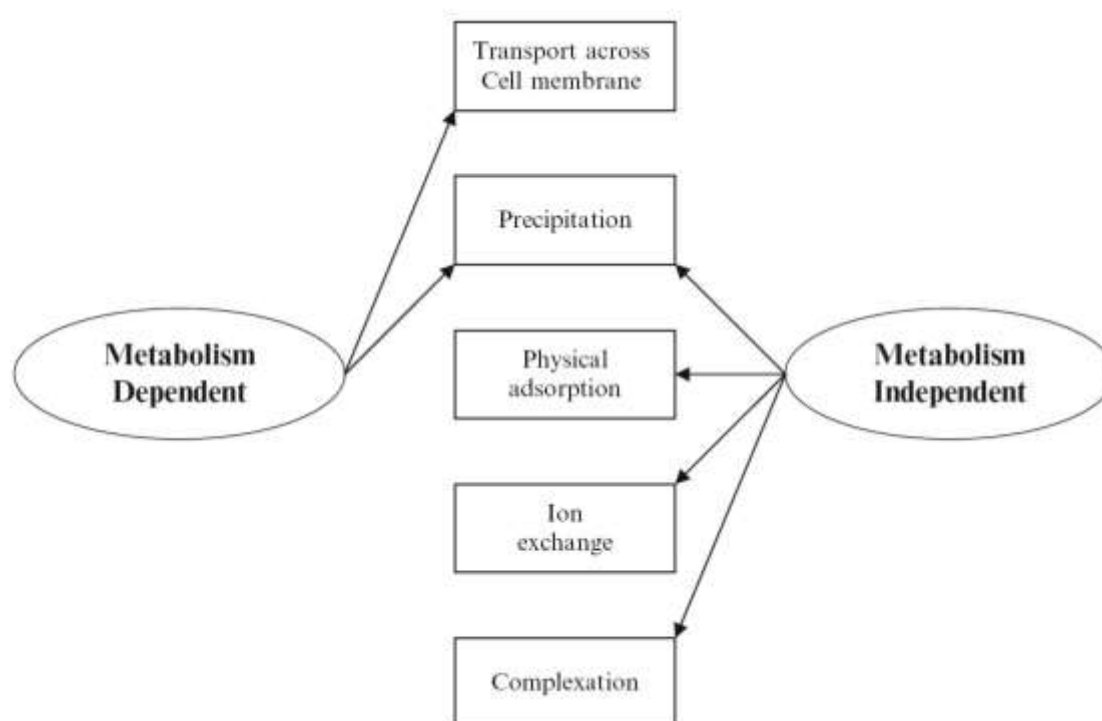 Transport across
Cell membrane
Precipitation
Metabolism
Dependent
Physical
adsorption
Metabolism
Independent
Ion
exchange
Complexation